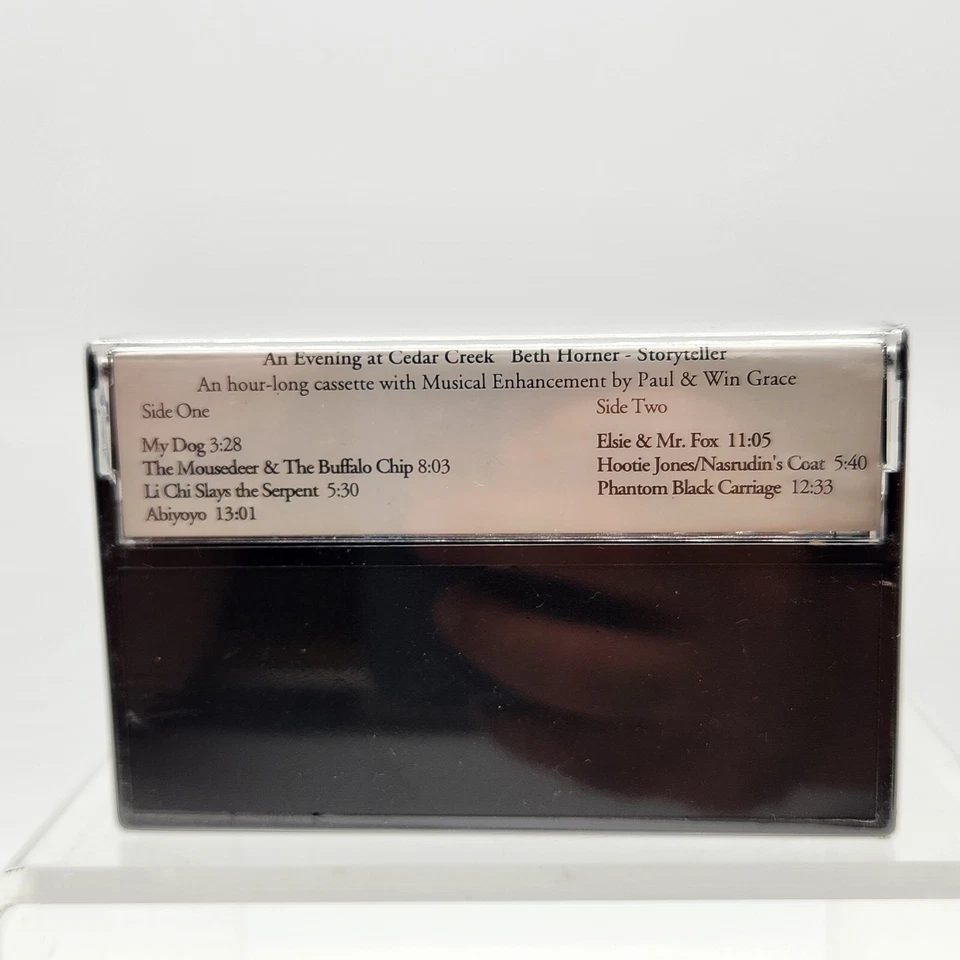 An Evening at Cedar Creek Beth Horner - Storyteller
An hour-long cassette with Musical Enhancement by Paul & Win Grace
Side One
My Dog 3:28
The Mousedeer & The Buffalo Chip 8:03
Li Chi Slays the Serpent 5:30
Abiyoyo 13:01
Side Two
Elsie & Mr. Fox 11:05
Hootie Jones/Nasrudin's Coat 5:40
Phantom Black Carriage 12:33